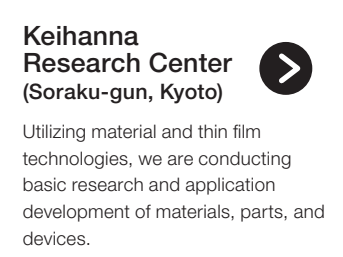 Keihanna
Research Center
(Soraku-gun, Kyoto)
Utilizing material and thin film
technologies, we are conducting
basic research and application
development of materials, parts, and
devices.